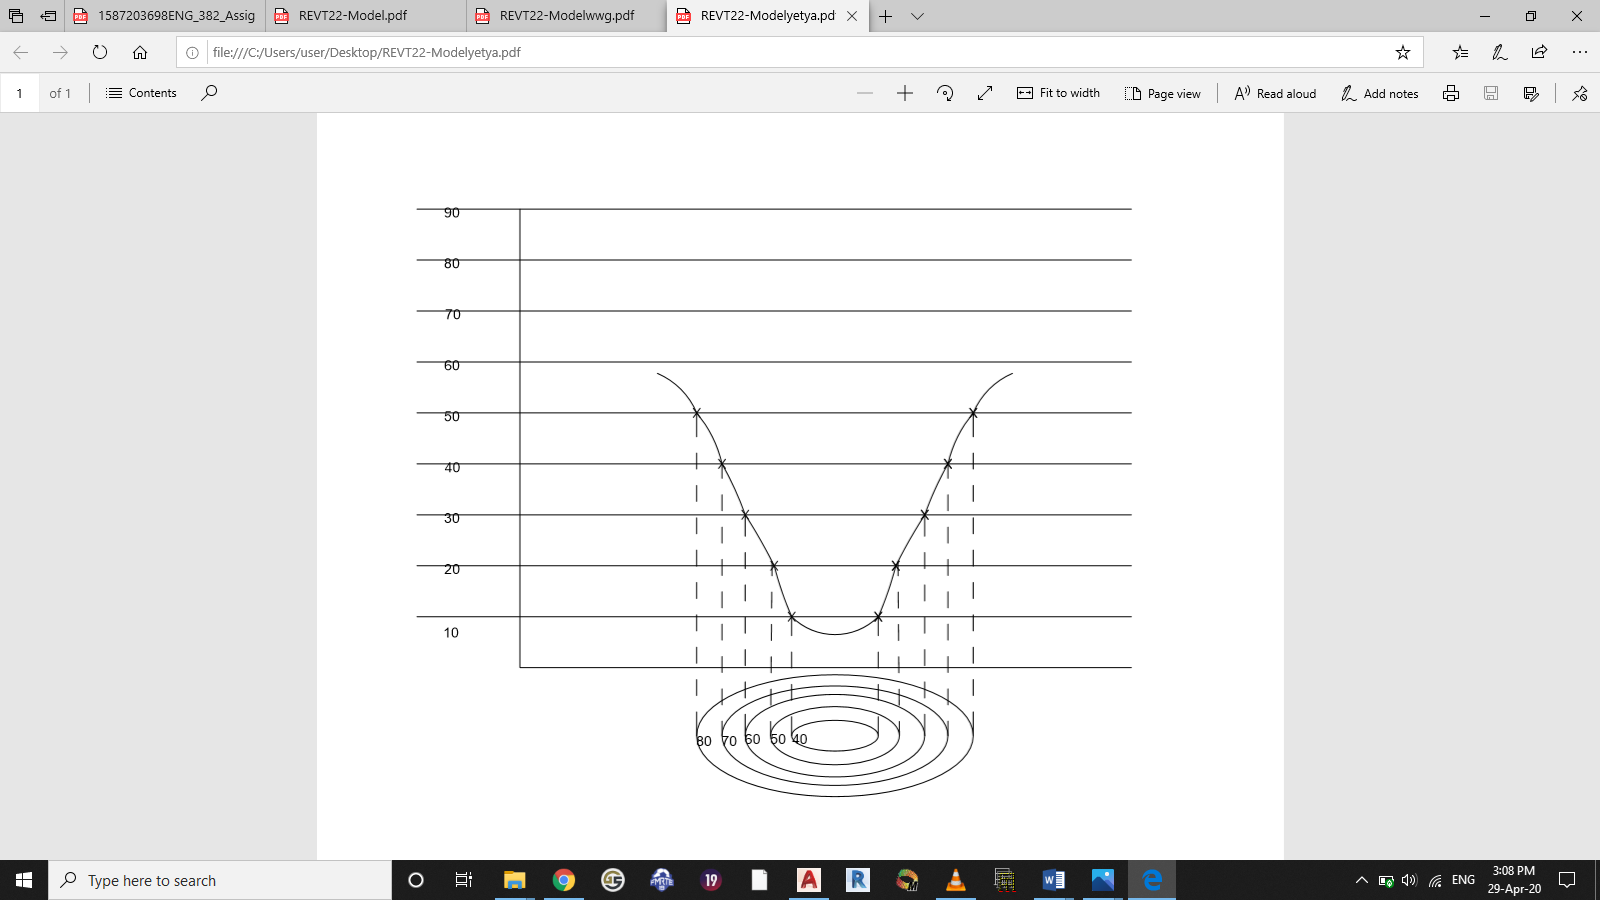 1587203698ENG_382_Assig
REVT22-Model.pdf
REVT22-Modelwwg.pdf
REVT22-Modelyetya.pdf
file:///C:/Users/user/Desktop/REVT22-Modelyetya.pdf
1 of 1 Contents Fit to width Page view Read aloud Add notes
90
80
70
60
50
40
30
20
10
80 70 60 50 40
Type here to search
19
ENG
3:08 PM
29-Apr-20